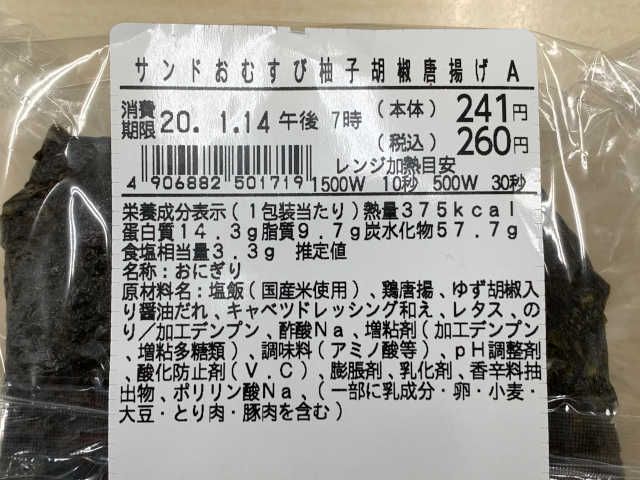 サンドおむすび柚子胡椒唐揚げA
消費期限 20. 1.14 午後 7時 (本体) 241円
(税込) 260円
レンジ加熱目安
4 906882 501719 1500W 10秒 500W 30秒
栄養成分表示(1包装当たり)熱量375kcal
蛋白質14.3g脂質9.7g炭水化物57.7g
食塩相当量3.3g 推定値
名称:おにぎり
原材料名:塩飯(国産米使用)、鶏唐揚、ゆず胡椒入
り醤油だれ、キャベツドレッシング和え、レタス、の
り/加工デンプン、酢酸Na、増粘剤(加工デンプン
、増粘多糖類)、調味料(アミノ酸等)、pH調整剤
、酸化防止剤(V.C)、膨脹剤、乳化剤、香辛料抽
出物、ポリリン酸Na、(一部に乳成分・卵・小麦・
大豆・とり肉・豚肉を含む)